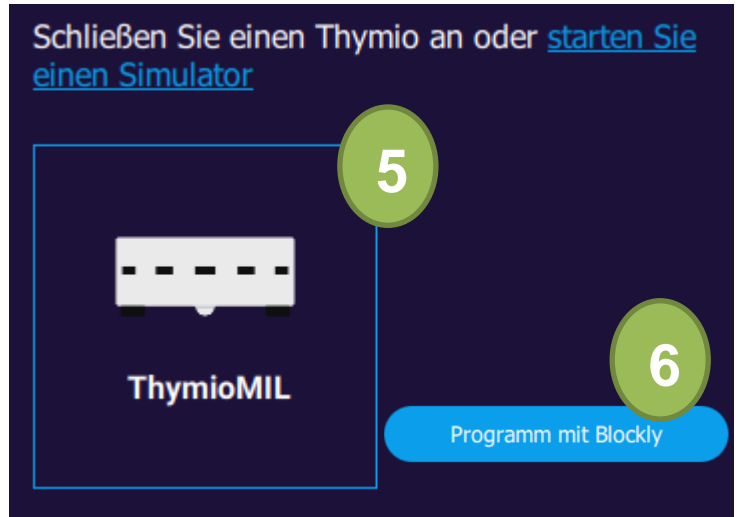 Schließen Sie einen Thymio an oder starten Sie
einen Simulator
5
ThymioMIL
6
Programm mit Blockly